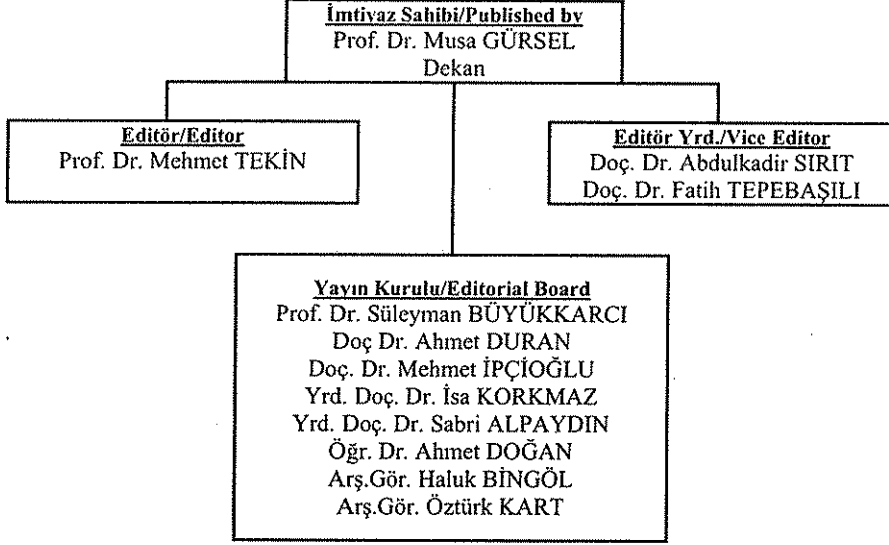 İmtiyaz Sahibi/Published by
Prof. Dr. Musa GÜRSEL
Dekan
Editör/Editor
Prof. Dr. Mehmet TEKİN
Editör Yrd./Vice Editor
Doç. Dr. Abdulkadir SIRIT
Doç. Dr. Fatih TEPEBAŞILI
Yayın Kurulu/Editorial Board
Prof. Dr. Süleyman BÜYÜKKARCI
Doç Dr. Ahmet DURAN
Doç. Dr. Mehmet İPÇİOĞLU
Yrd. Doç. Dr. İsa KORKMAZ
Yrd. Doç. Dr. Sabri ALPAYDIN
Öğr. Dr. Ahmet DOĞAN
Arş.Gör. Haluk BİNGÖL
Arş.Gör. Öztürk KART